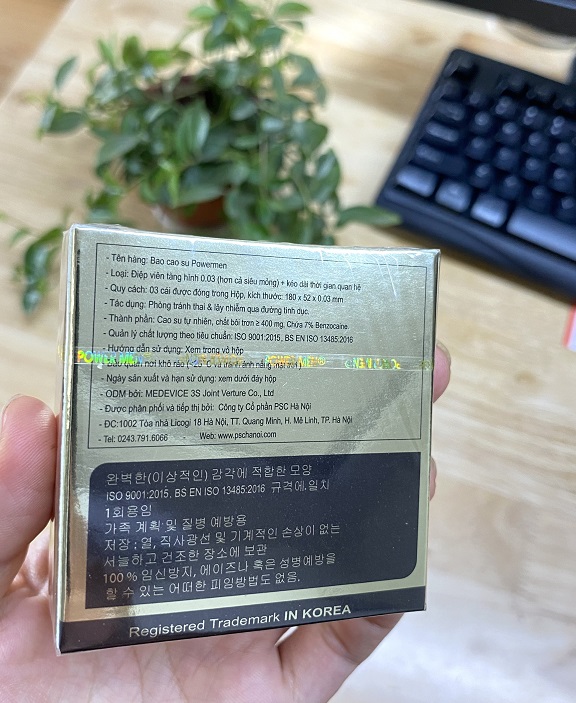 - Tên hàng: Bao cao su Powermen
- Loại: Điệp viên tàng hình 0.03 (hơn cả siêu mỏng) + kéo dài thời gian quan hệ
- Quy cách: 03 cái được đóng trong Hộp, kích thước: 180 x 52 x 0.03 mm
- Tác dụng: Phòng tránh thai & lây nhiễm qua đường tình dục.
- Thành phần: Cao su tự nhiên, chất bôi trơn ≥ 400 mg, Chứa 7% Benzocaine.
- Quản lý chất lượng theo tiêu chuẩn: ISO 9001:2015, BS EN ISO 13485:2016
- Hướng dẫn sử dụng: Xem trong vỏ hộp
quản nơi khô ráo và tránh ánh nắng mặt trời
- Ngày sản xuất và hạn sử dụng: xem dưới đáy hộp
- ODM bởi: MEDEVICE 3S Joint Verture Co., Ltd
- Được phân phối và tiếp thị bởi: Công ty Cổ phần PSC Hà Nội
- ĐC:1002 Tòa nhà Licogi 18 Hà Nội, TT. Quang Minh, H. Mê Linh, TP. Hà Nội
- Tel: 0243.791.6066 - Web: www.pschanoi.com
완벽한(이상적인) 감각에 적합한 모양
ISO 9001:2015, BS EN ISO 13485:2016 규격에 일치
1회용임
가족 계획 및 질병 예방용
저장 : 열, 직사광선 및 기계적인 손상이 없는
서늘하고 건조한 장소에 보관
100 % 임신방지, 에이즈나 혹은 성병예방을
할 수 있는 어떠한 피임방법도 없음.
Registered Trademark IN KOREA